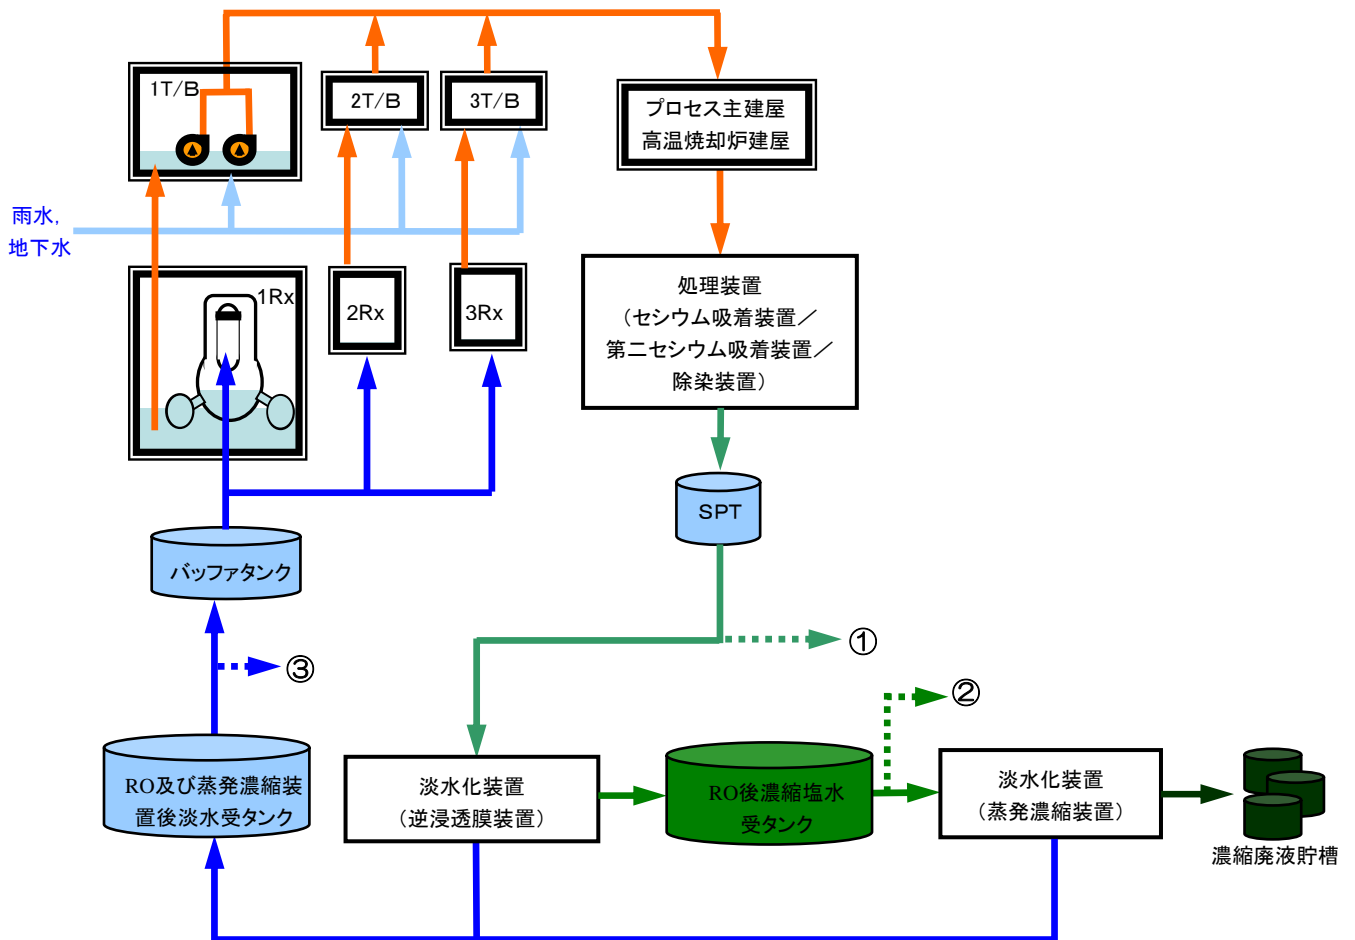 1T/B
2T/B
3T/B
プロセス主建屋
高温焼却炉建屋
雨水,
地下水
1Rx
2Rx
3Rx
処理装置
（セシウム吸着装置／
第二セシウム吸着装置／
除染装置）
SPT
バッファタンク
①
③
②
RO及び蒸発濃縮装
置後淡水受タンク
淡水化装置
（逆浸透膜装置）
RO後濃縮塩水
受タンク
淡水化装置
（蒸発濃縮装置）
濃縮廃液貯槽